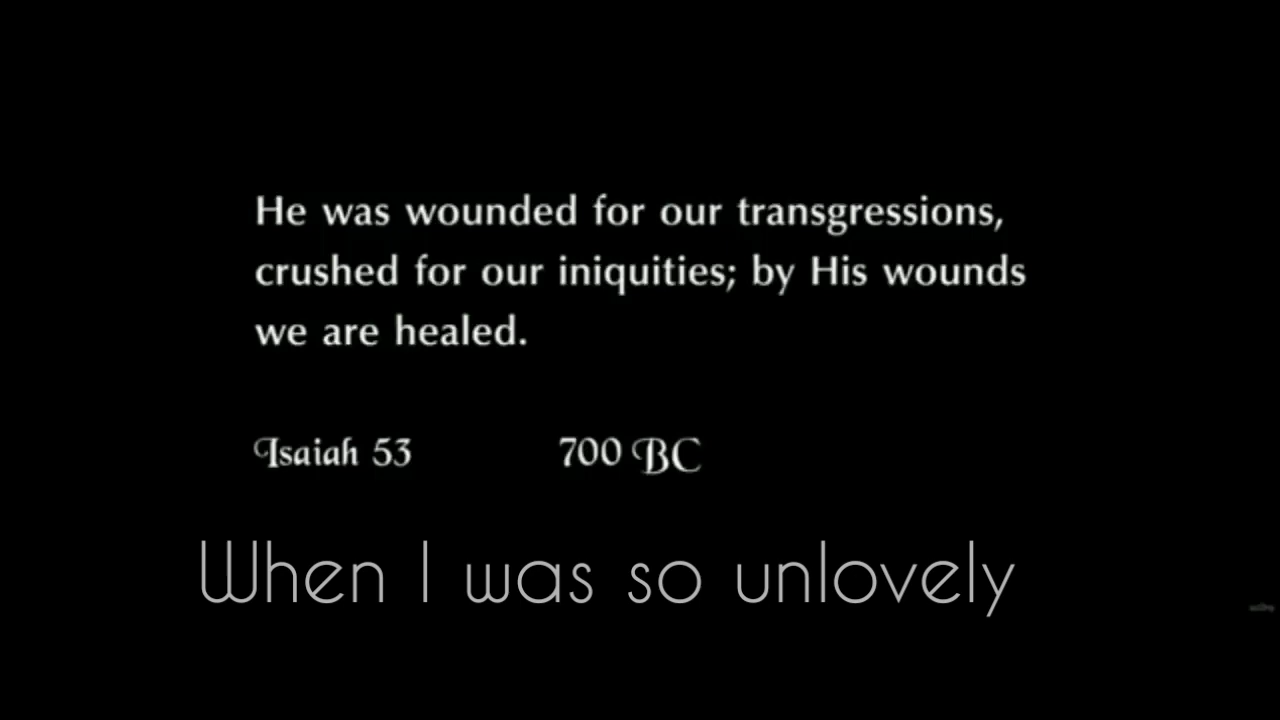 He was wounded for our transgressions,
crushed for our iniquities; by His wounds
we are healed.
Isaiah 53 700 BC
When I was so unlovely